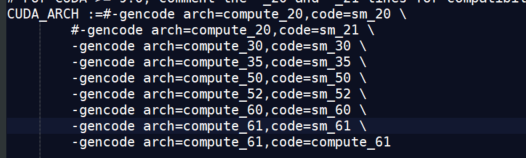 # For CUDA >= 9.0, comment the *_20 and *_21 lines for compatibil
CUDA_ARCH :=#-gencode arch=compute_20,code=sm_20 \
#-gencode arch=compute_20,code=sm_21 \
-gencode arch=compute_30,code=sm_30 \
-gencode arch=compute_35,code=sm_35 \
-gencode arch=compute_50,code=sm_50 \
-gencode arch=compute_52,code=sm_52 \
-gencode arch=compute_60,code=sm_60 \
-gencode arch=compute_61,code=sm_61 \
-gencode arch=compute_61,code=compute_61